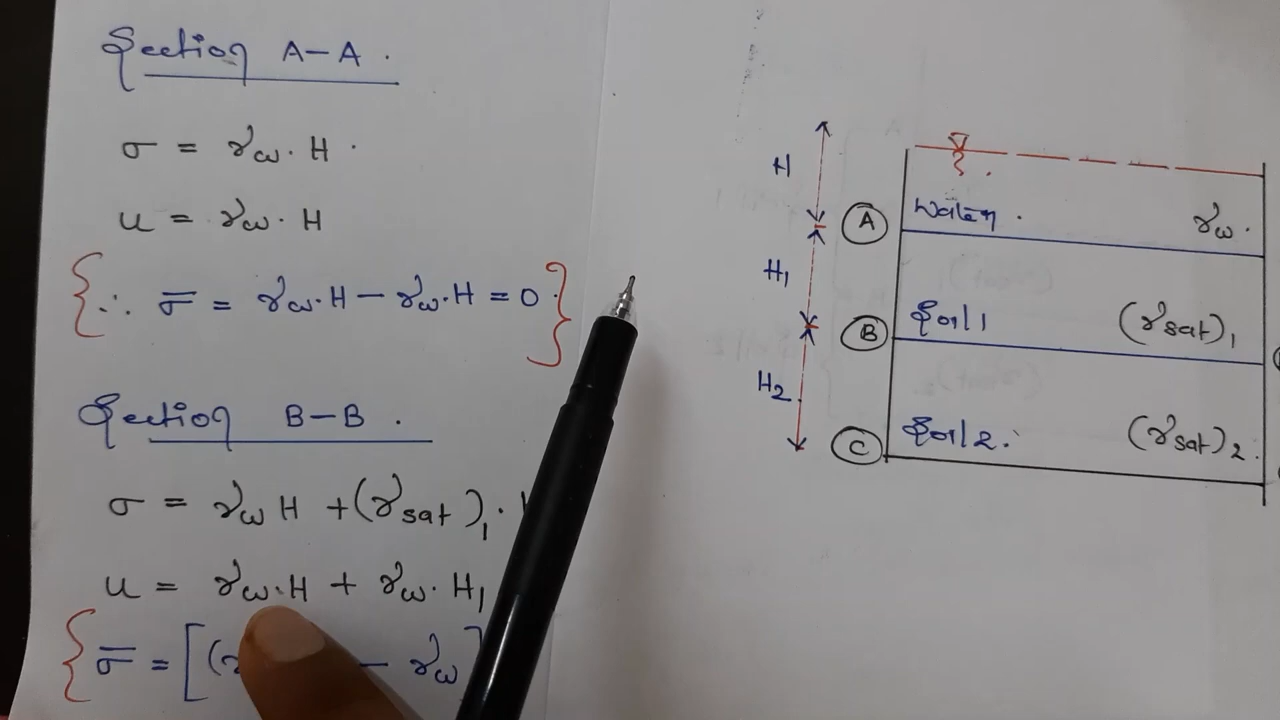 Section A-A.
σ = γω. H.
u = γω. H
{∴ σ̅ = γω.H - γω.H = 0.}
Section B-B.
σ = γω H + (γsat)₁.
u = γω.H + γω. H₁
{σ̅ = [( - γω]
H
A
Water. γω.
H₁
B
Soil 1 (γsat)₁
H₂
C
Soil 2. (γsat)₂.